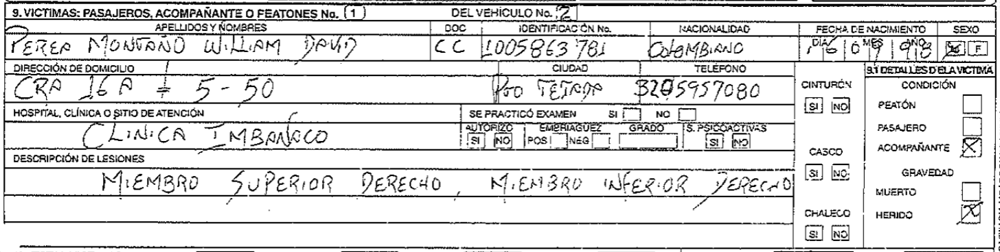 9. VICTIMAS: PASAJEROS, ACOMPAÑANTE O PEATONES No. (1) DEL VEHÍCULO No. 2
APELLIDOS Y NOMBRES DOC IDENTIFICACIÓN No. NACIONALIDAD FECHA DE NACIMIENTO SEXO
DIA MES AÑO
PEREA MONTAÑO WILLIAM DAVID CC 1005863781 COLOMBIANO 16 09 1998 M F
DIRECCIÓN DE DOMICILIO CIUDAD TELÉFONO
CRA 16 A # 5-50 PTO TEJADA 3205957080
HOSPITAL, CLÍNICA O SITIO DE ATENCIÓN SE PRACTICÓ EXAMEN SI NO
CLINICA IMBANACO AUTORIZO EMBRIAGUEZ GRADO S. PSICOACTIVAS
SI NO POS NEG SI NO
DESCRIPCIÓN DE LESIONES
MIEMBRO SUPERIOR DERECHO, MIEMBRO INFERIOR DERECHO
CINTURÓN
SI NO
CASCO
SI NO
CHALECO
SI NO
9.1 DETALLES DE LA VICTIMA
CONDICIÓN
PEATÓN
PASAJERO
ACOMPAÑANTE X
GRAVEDAD
MUERTO
HERIDO X